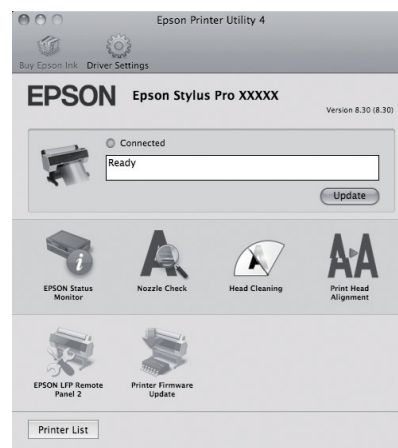 Epson Printer Utility 4
Buy Epson Ink Driver Settings
EPSON Epson Stylus Pro XXXXX
Version 8.30 (8.30)
Connected
Ready
Update
EPSON Status Monitor
Nozzle Check
Head Cleaning
Print Head Alignment
EPSON LFP Remote Panel 2
Printer Firmware Update
Printer List